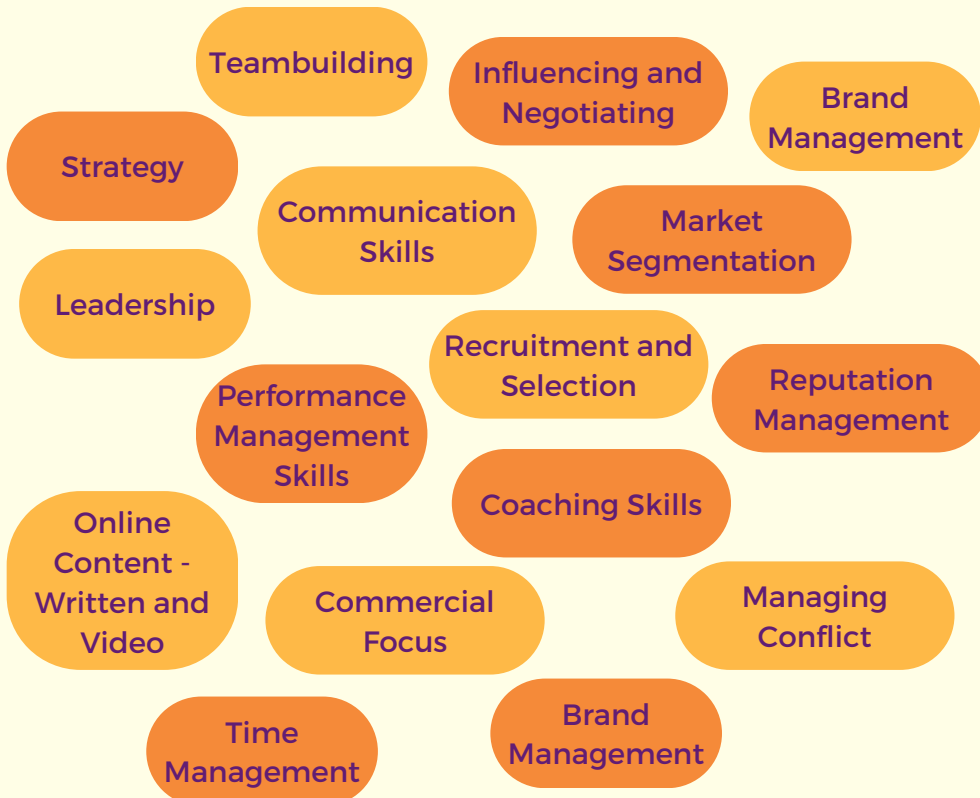 Teambuilding
Influencing and
Negotiating
Brand
Management
Strategy
Communication
Skills
Market
Segmentation
Leadership
Recruitment and
Selection
Reputation
Management
Performance
Management
Skills
Coaching Skills
Online
Content -
Written and
Video
Commercial
Focus
Managing
Conflict
Time
Management
Brand
Management